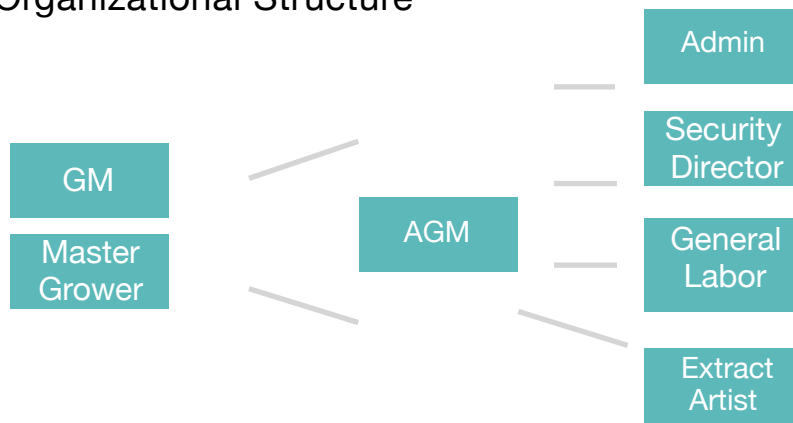 Organizational Structure
GM
Master
Grower
AGM
Admin
Security
Director
General
Labor
Extract
Artist